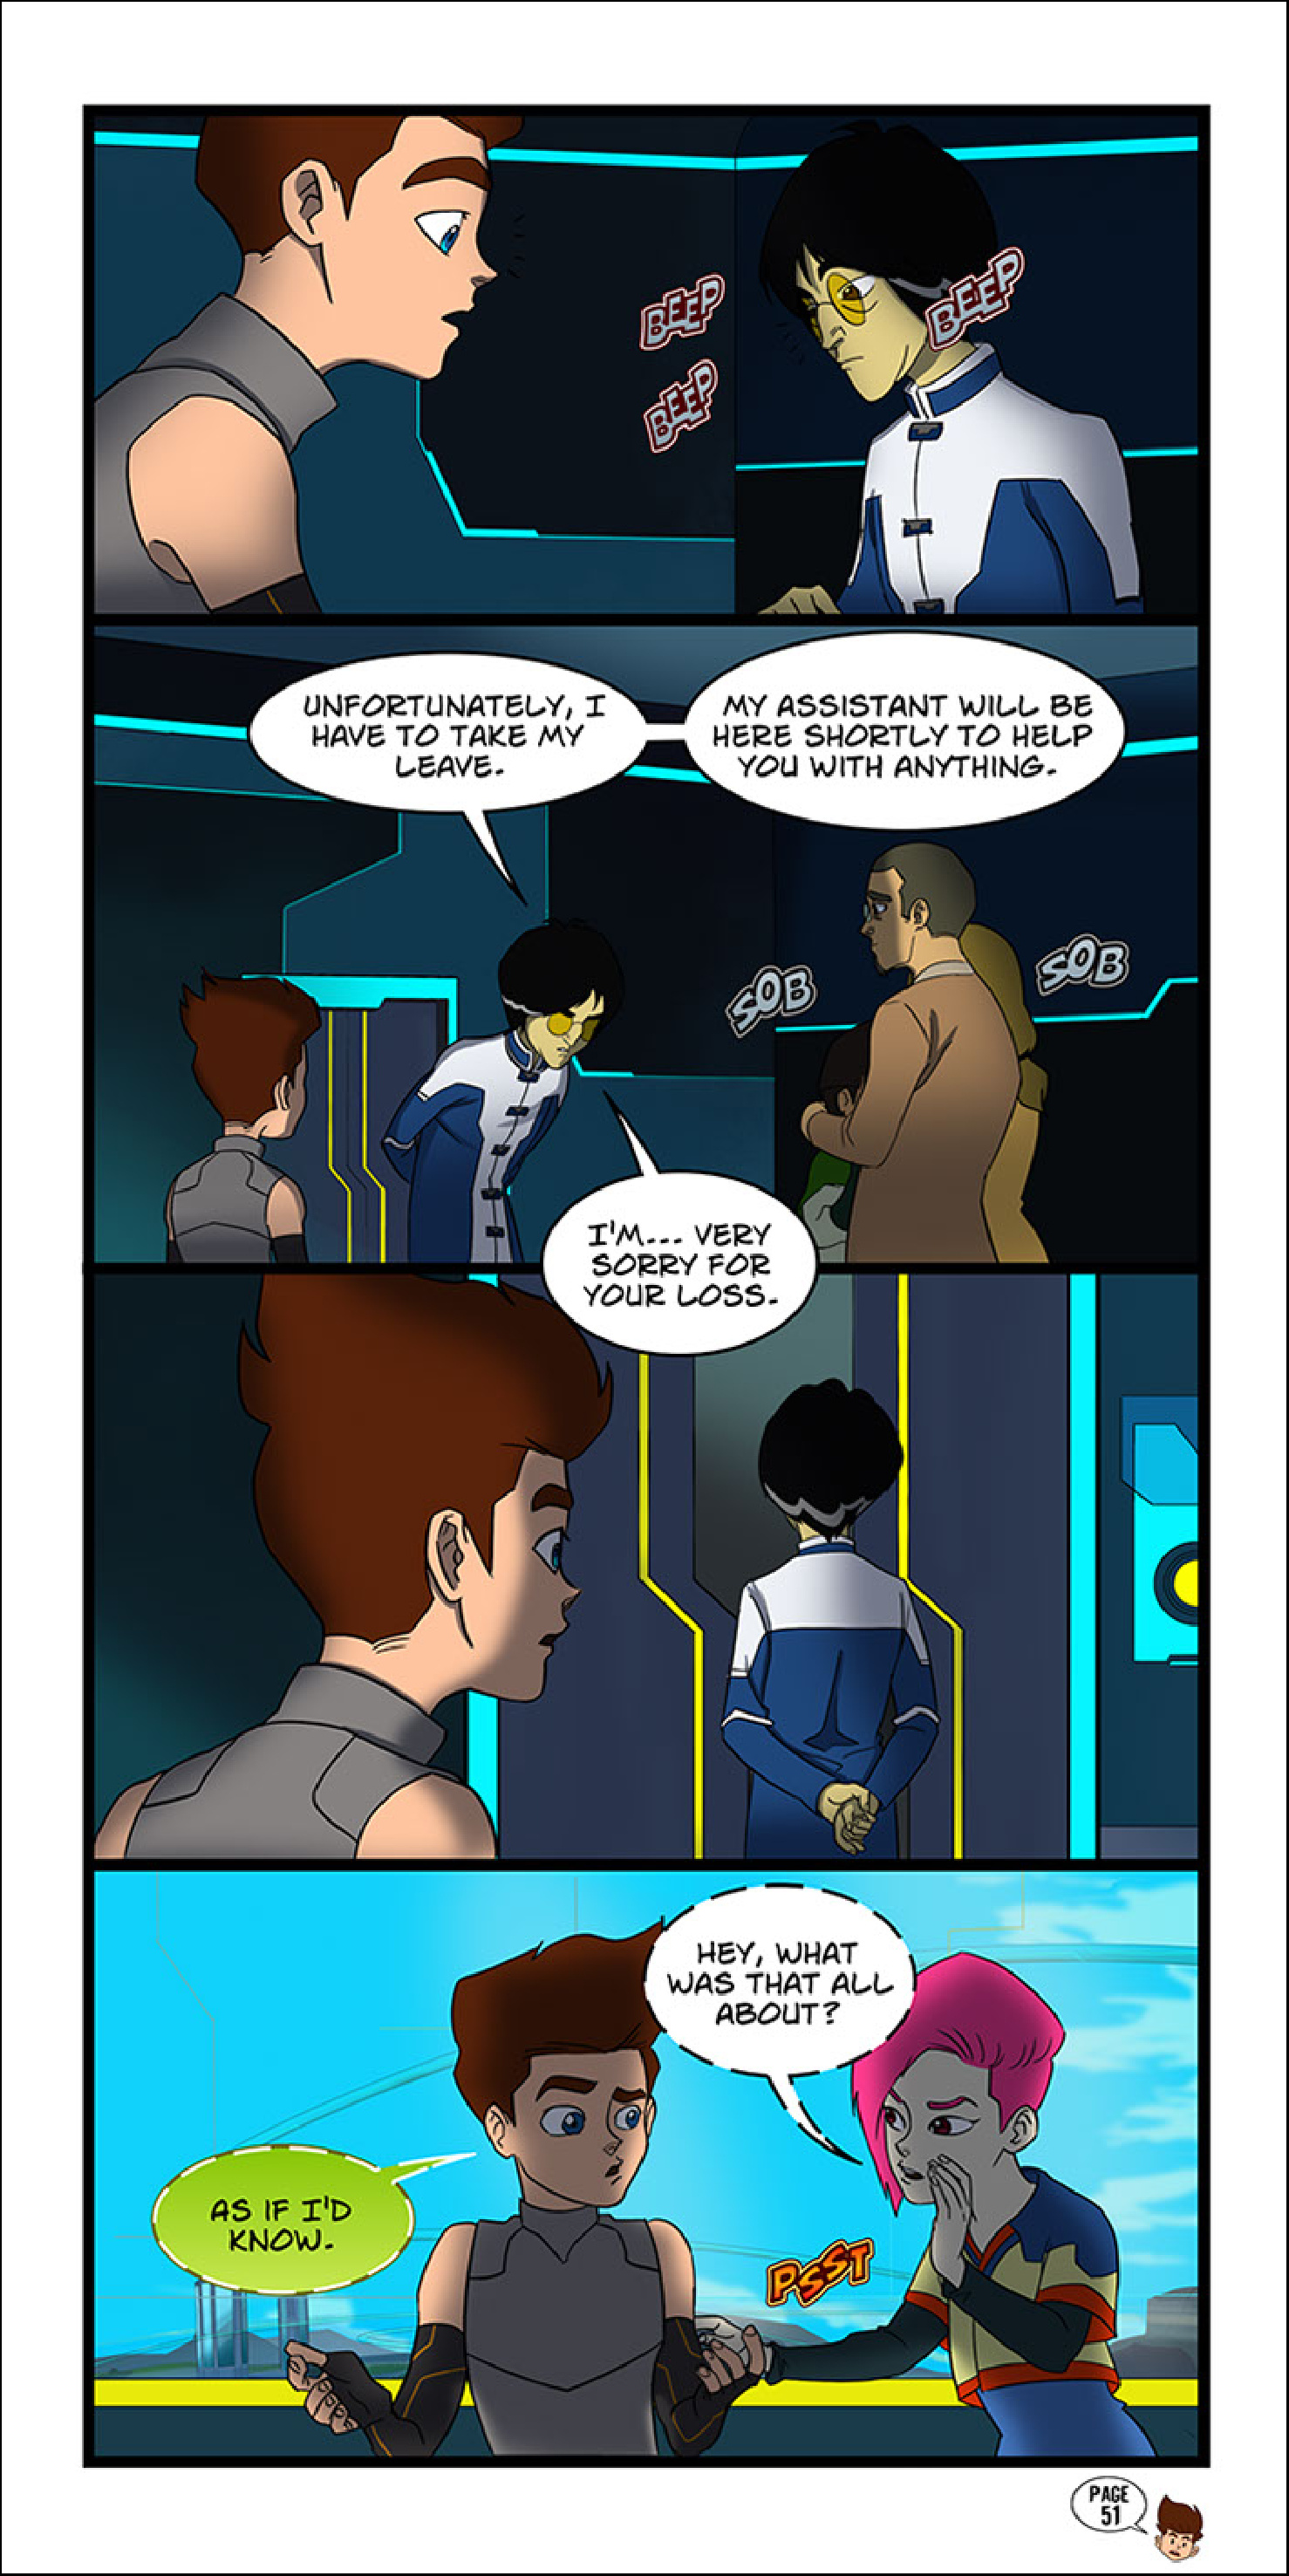 BEEP
BEEP
BEEP
UNFORTUNATELY, I
HAVE TO TAKE MY
LEAVE.
MY ASSISTANT WILL BE
HERE SHORTLY TO HELP
YOU WITH ANYTHING.
SOB
SOB
I'M... VERY
SORRY FOR
YOUR LOSS.
HEY, WHAT
WAS THAT ALL
ABOUT?
AS IF I'D
KNOW.
PSST
PAGE
51